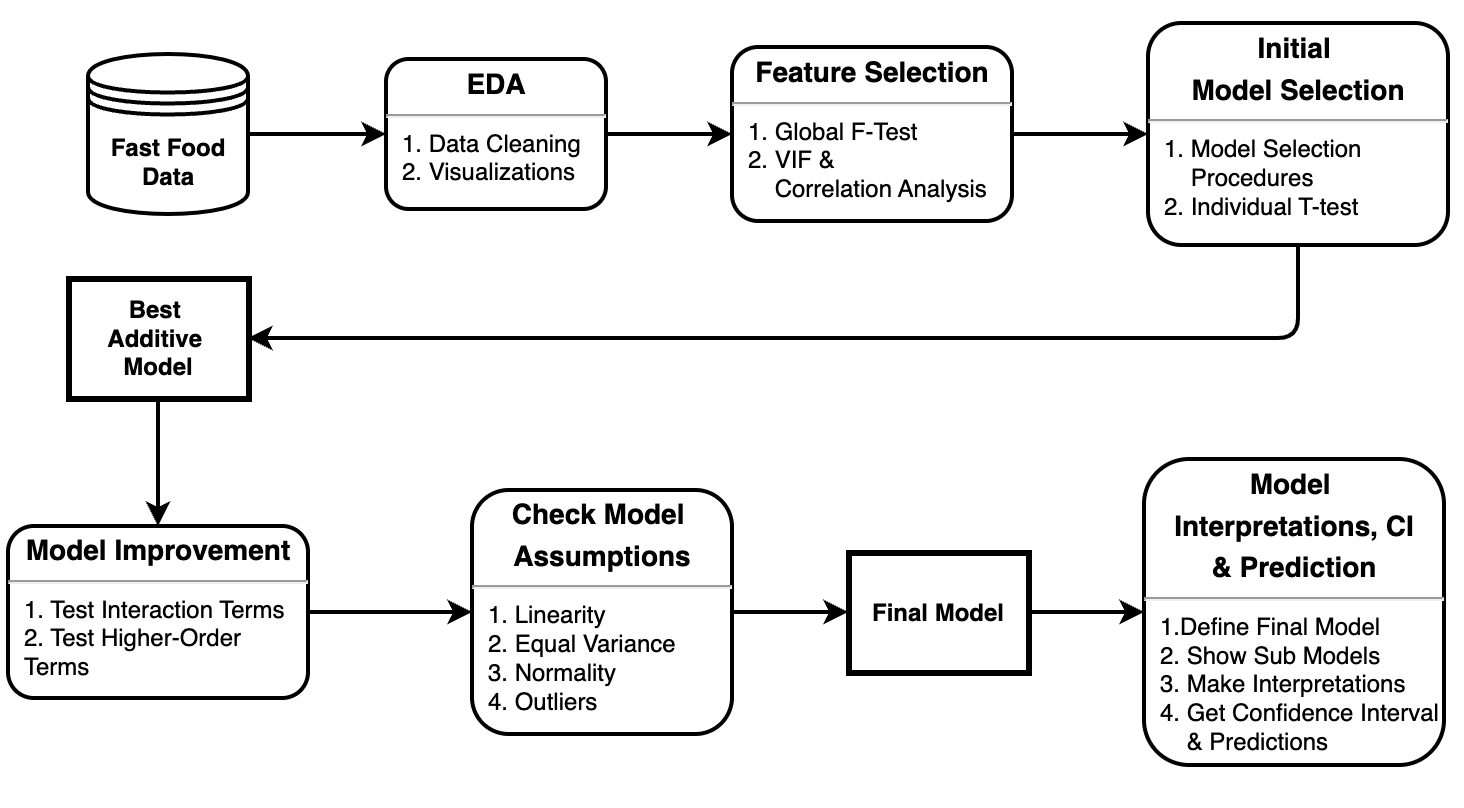 Fast Food
Data
EDA
1. Data Cleaning
2. Visualizations
Feature Selection
1. Global F-Test
2. VIF &
Correlation Analysis
Initial
Model Selection
1. Model Selection
Procedures
2. Individual T-test
Best
Additive
Model
Model Improvement
1. Test Interaction Terms
2. Test Higher-Order
Terms
Check Model
Assumptions
1. Linearity
2. Equal Variance
3. Normality
4. Outliers
Final Model
Model
Interpretations, CI
& Prediction
1.Define Final Model
2. Show Sub Models
3. Make Interpretations
4. Get Confidence Interval
& Predictions